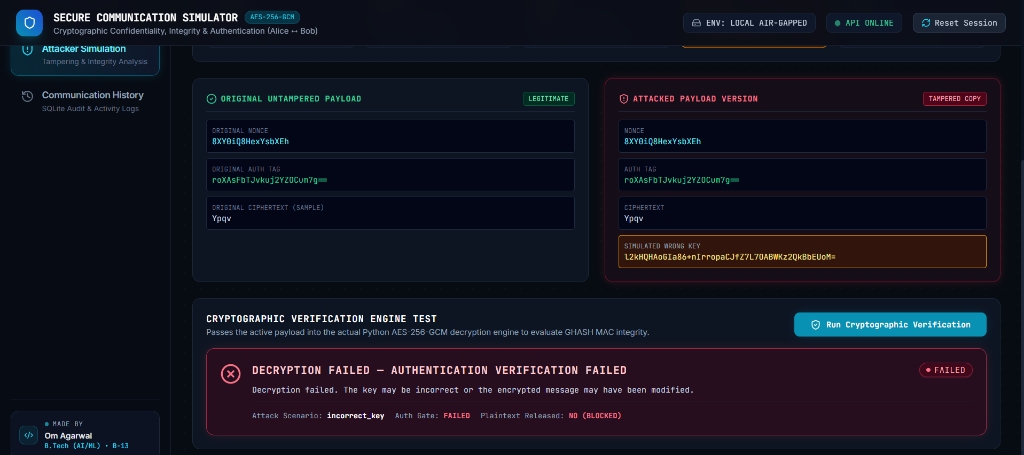 SECURE COMMUNICATION SIMULATOR AES-256-GCM
Cryptographic Confidentiality, Integrity & Authentication (Alice ↔ Bob)
ENV: LOCAL AIR-GAPPED
API ONLINE
Reset Session
Attacker Simulation
Tampering & Integrity Analysis
Communication History
SQLite Audit & Activity Logs
MADE BY
Om Agarwal
B.Tech (AI/ML) • B-13
ORIGINAL UNTAMPERED PAYLOAD LEGITIMATE
ORIGINAL NONCE
8XY0iQ8HexYsbXEh
ORIGINAL AUTH TAG
roXAsFbTJvkuj2YZ0Cum7g==
ORIGINAL CIPHERTEXT (SAMPLE)
Ypqv
ATTACKED PAYLOAD VERSION TAMPERED COPY
NONCE
8XY0iQ8HexYsbXEh
AUTH TAG
roXAsFbTJvkuj2YZ0Cum7g==
CIPHERTEXT
Ypqv
SIMULATED WRONG KEY
l2kHQHAoGIa86+nIrropaCJfZ7L7OABWKz2QkBbEUoM=
CRYPTOGRAPHIC VERIFICATION ENGINE TEST
Passes the active payload into the actual Python AES-256-GCM decryption engine to evaluate GHASH MAC integrity.
Run Cryptographic Verification
DECRYPTION FAILED — AUTHENTICATION VERIFICATION FAILED
FAILED
Decryption failed. The key may be incorrect or the encrypted message may have been modified.
Attack Scenario: incorrect_key Auth Gate: FAILED Plaintext Released: NO (BLOCKED)